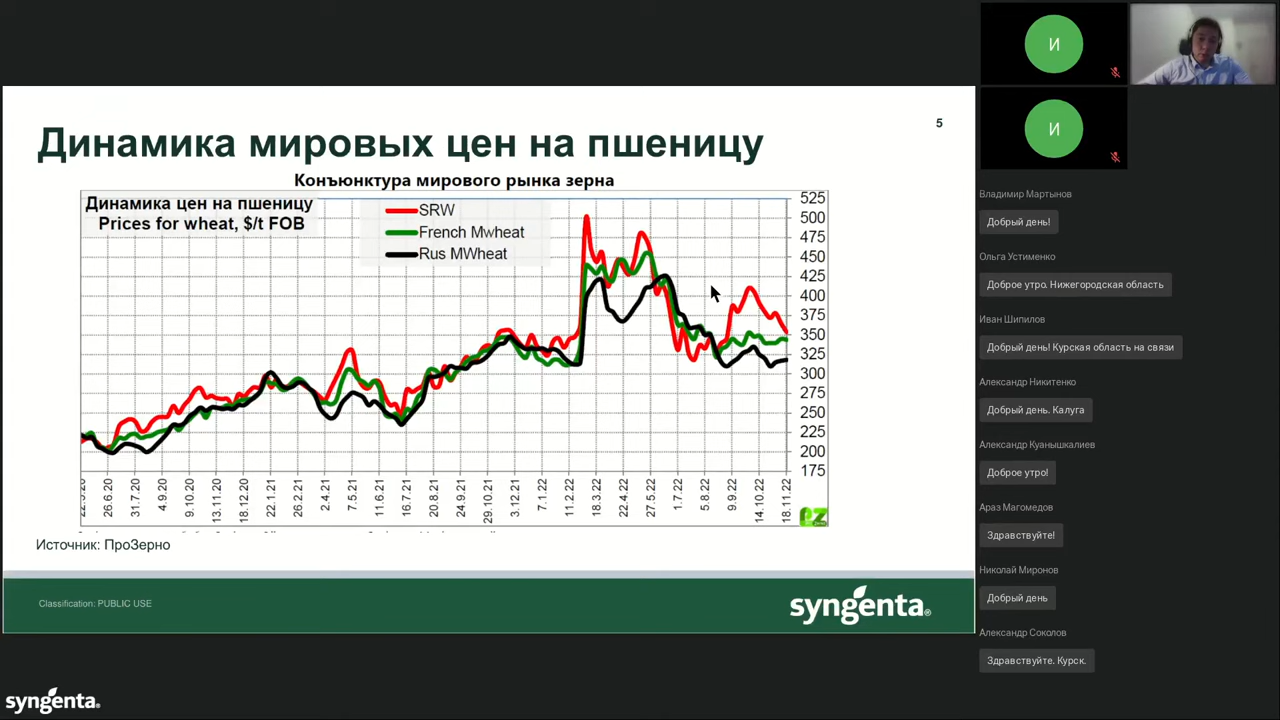 Динамика мировых цен на пшеницу
5
Конъюнктура мирового рынка зерна
Динамика цен на пшеницу
Prices for wheat, $/t FOB
SRW
French Mwheat
Rus MWheat
525
500
475
450
425
400
375
350
325
300
275
250
225
200
175
26.6.20
31.7.20
4.9.20
9.10.20
13.11.20
18.12.20
22.1.21
26.2.21
2.4.21
7.5.21
11.6.21
16.7.21
20.8.21
24.9.21
29.10.21
3.12.21
7.1.22
11.2.22
18.3.22
22.4.22
27.5.22
1.7.22
5.8.22
9.9.22
14.10.22
18.11.22
Источник: ПроЗерно
Classification: PUBLIC USE
syngenta®
syngenta®
И
И
Владимир Мартынов
Добрый день!
Ольга Устименко
Доброе утро. Нижегородская область
Иван Шипилов
Добрый день! Курская область на связи
Александр Никитенко
Добрый день. Калуга
Александр Куанышкалиев
Доброе утро!
Араз Магомедов
Здравствуйте!
Николай Миронов
Добрый день
Александр Соколов
Здравствуйте. Курск.